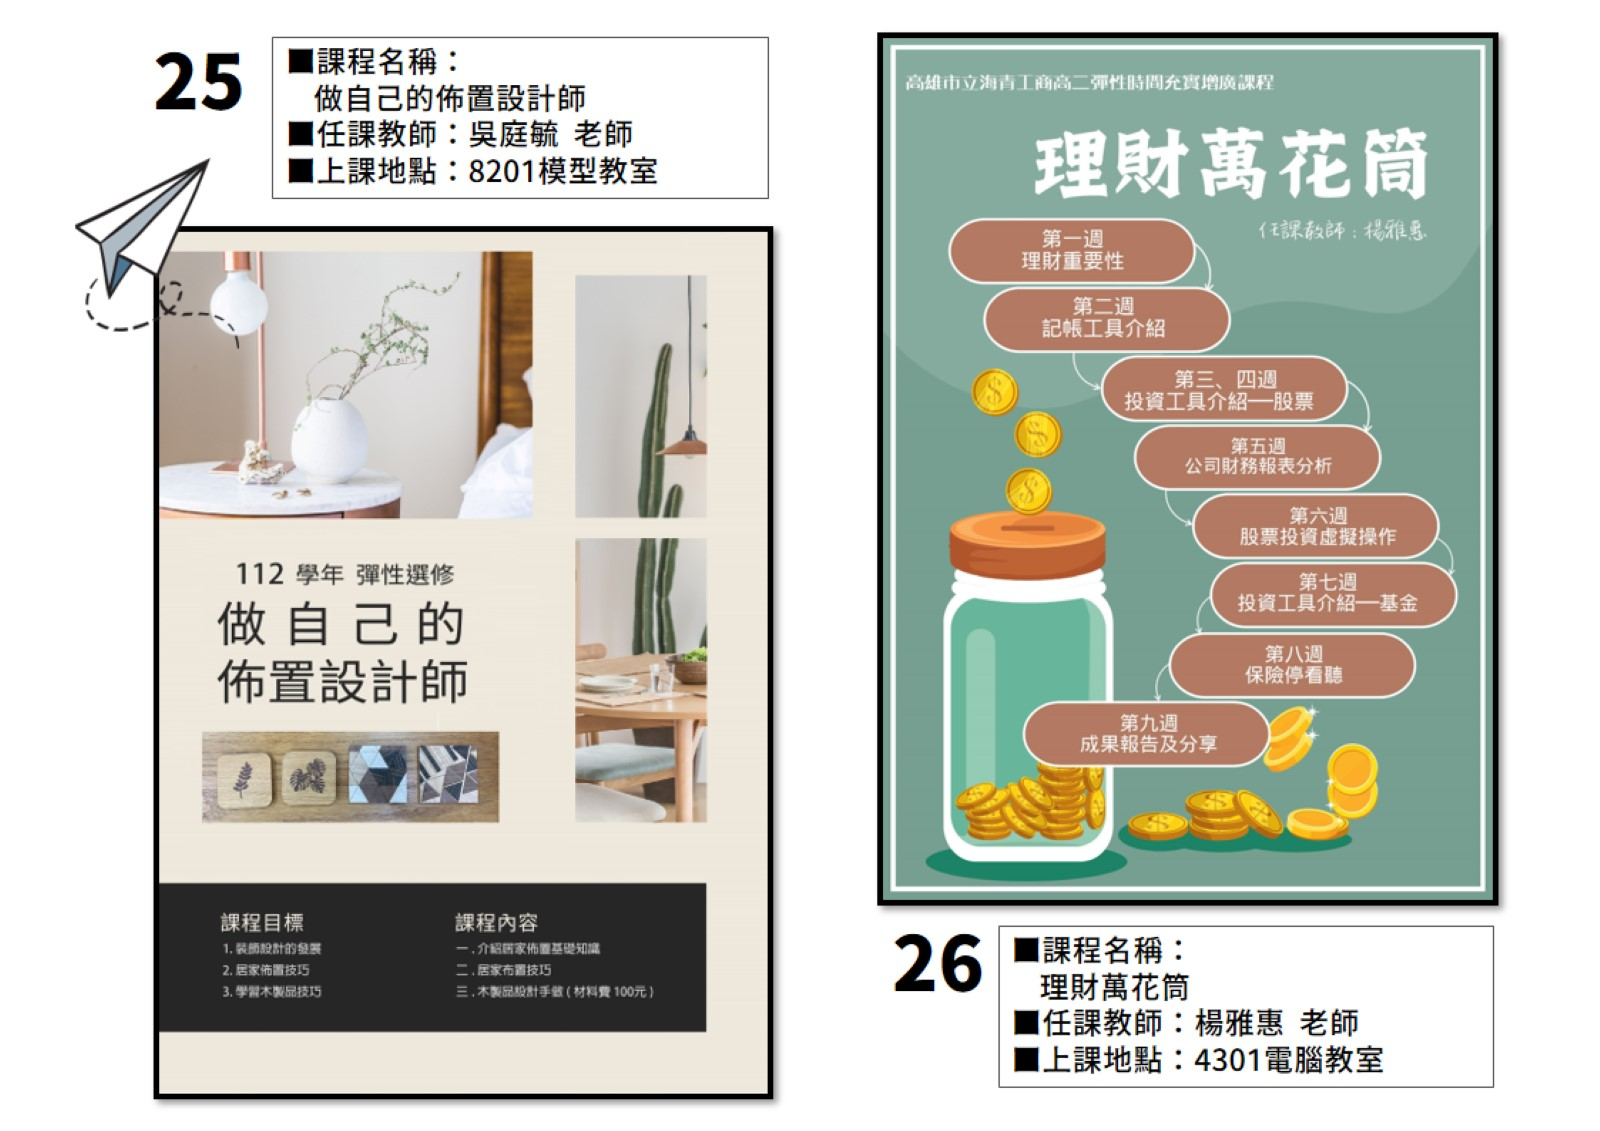 25
■課程名稱：
做自己的佈置設計師
■任課教師：吳庭毓 老師
■上課地點：8201模型教室
112 學年 彈性選修
做自己的
佈置設計師
課程目標
1. 裝飾設計的發展
2. 居家佈置技巧
3. 學習木製品技巧
課程內容
一 . 介紹居家佈置基礎知識
二 . 居家布置技巧
三 . 木製品設計手做 ( 材料費 100元 )
高雄市立海青工商高二彈性時間充實增廣課程
理財萬花筒
任課教師：楊雅惠
第一週
理財重要性
第二週
記帳工具介紹
第三、四週
投資工具介紹──股票
第五週
公司財務報表分析
第六週
股票投資虛擬操作
第七週
投資工具介紹──基金
第八週
保險停看聽
第九週
成果報告及分享
26
■課程名稱：
理財萬花筒
■任課教師：楊雅惠 老師
■上課地點：4301電腦教室